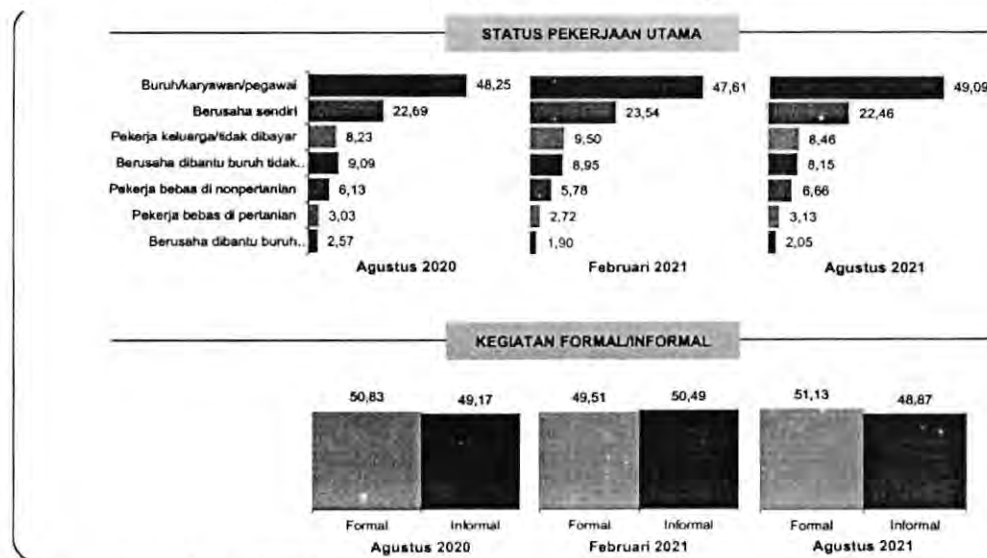 STATUS PEKERJAAN UTAMA
Buruh/karyawan/pegawai 48,25 47,61 49,09
Berusaha sendiri 22,69 23,54 22,46
Pekerja keluarga/tidak dibayar 8,23 9,50 8,46
Berusaha dibantu buruh tidak.. 9,09 8,95 8,15
Pekerja bebas di nonpertanian 6,13 5,78 6,66
Pekerja bebas di pertanian 3,03 2,72 3,13
Berusaha dibantu buruh.. 2,57 1,90 2,05
Agustus 2020 Februari 2021 Agustus 2021
KEGIATAN FORMAL/INFORMAL
50,83 49,17 49,51 50,49 51,13 48,87
Formal Informal Formal Informal Formal Informal
Agustus 2020 Februari 2021 Agustus 2021